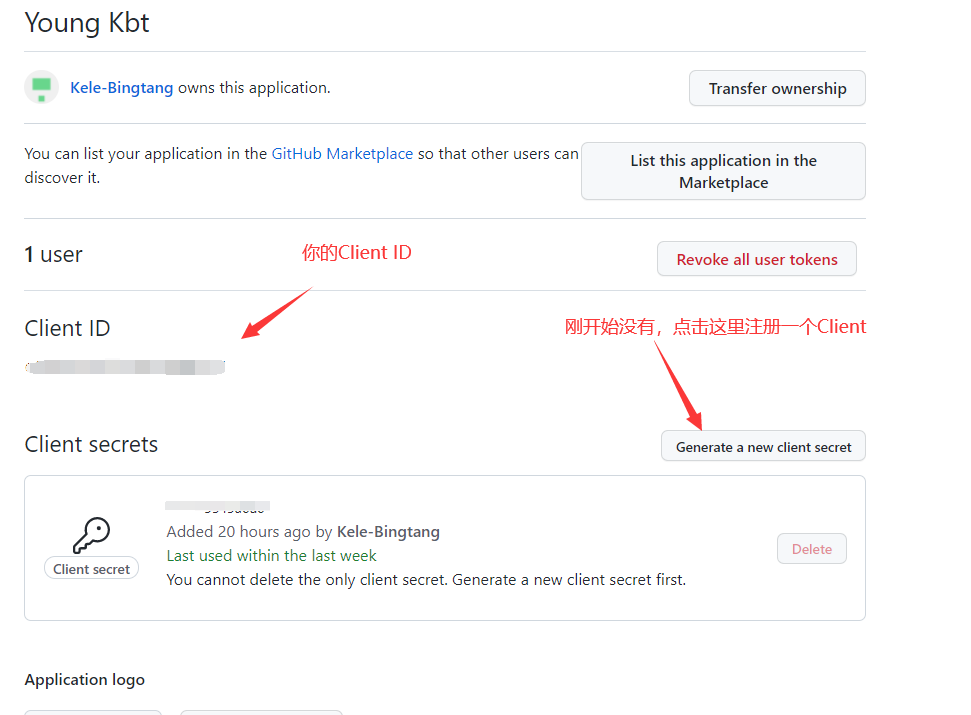 Young Kbt
Kele-Bingtang owns this application.
Transfer ownership
You can list your application in the GitHub Marketplace so that other users can
discover it.
List this application in the
Marketplace
1 user
你的Client ID
Revoke all user tokens
Client ID
刚开始没有，点击这里注册一个Client
Client secrets
Generate a new client secret
Added 20 hours ago by Kele-Bingtang
Last used within the last week
Client secret
You cannot delete the only client secret. Generate a new client secret first.
Delete
Application logo